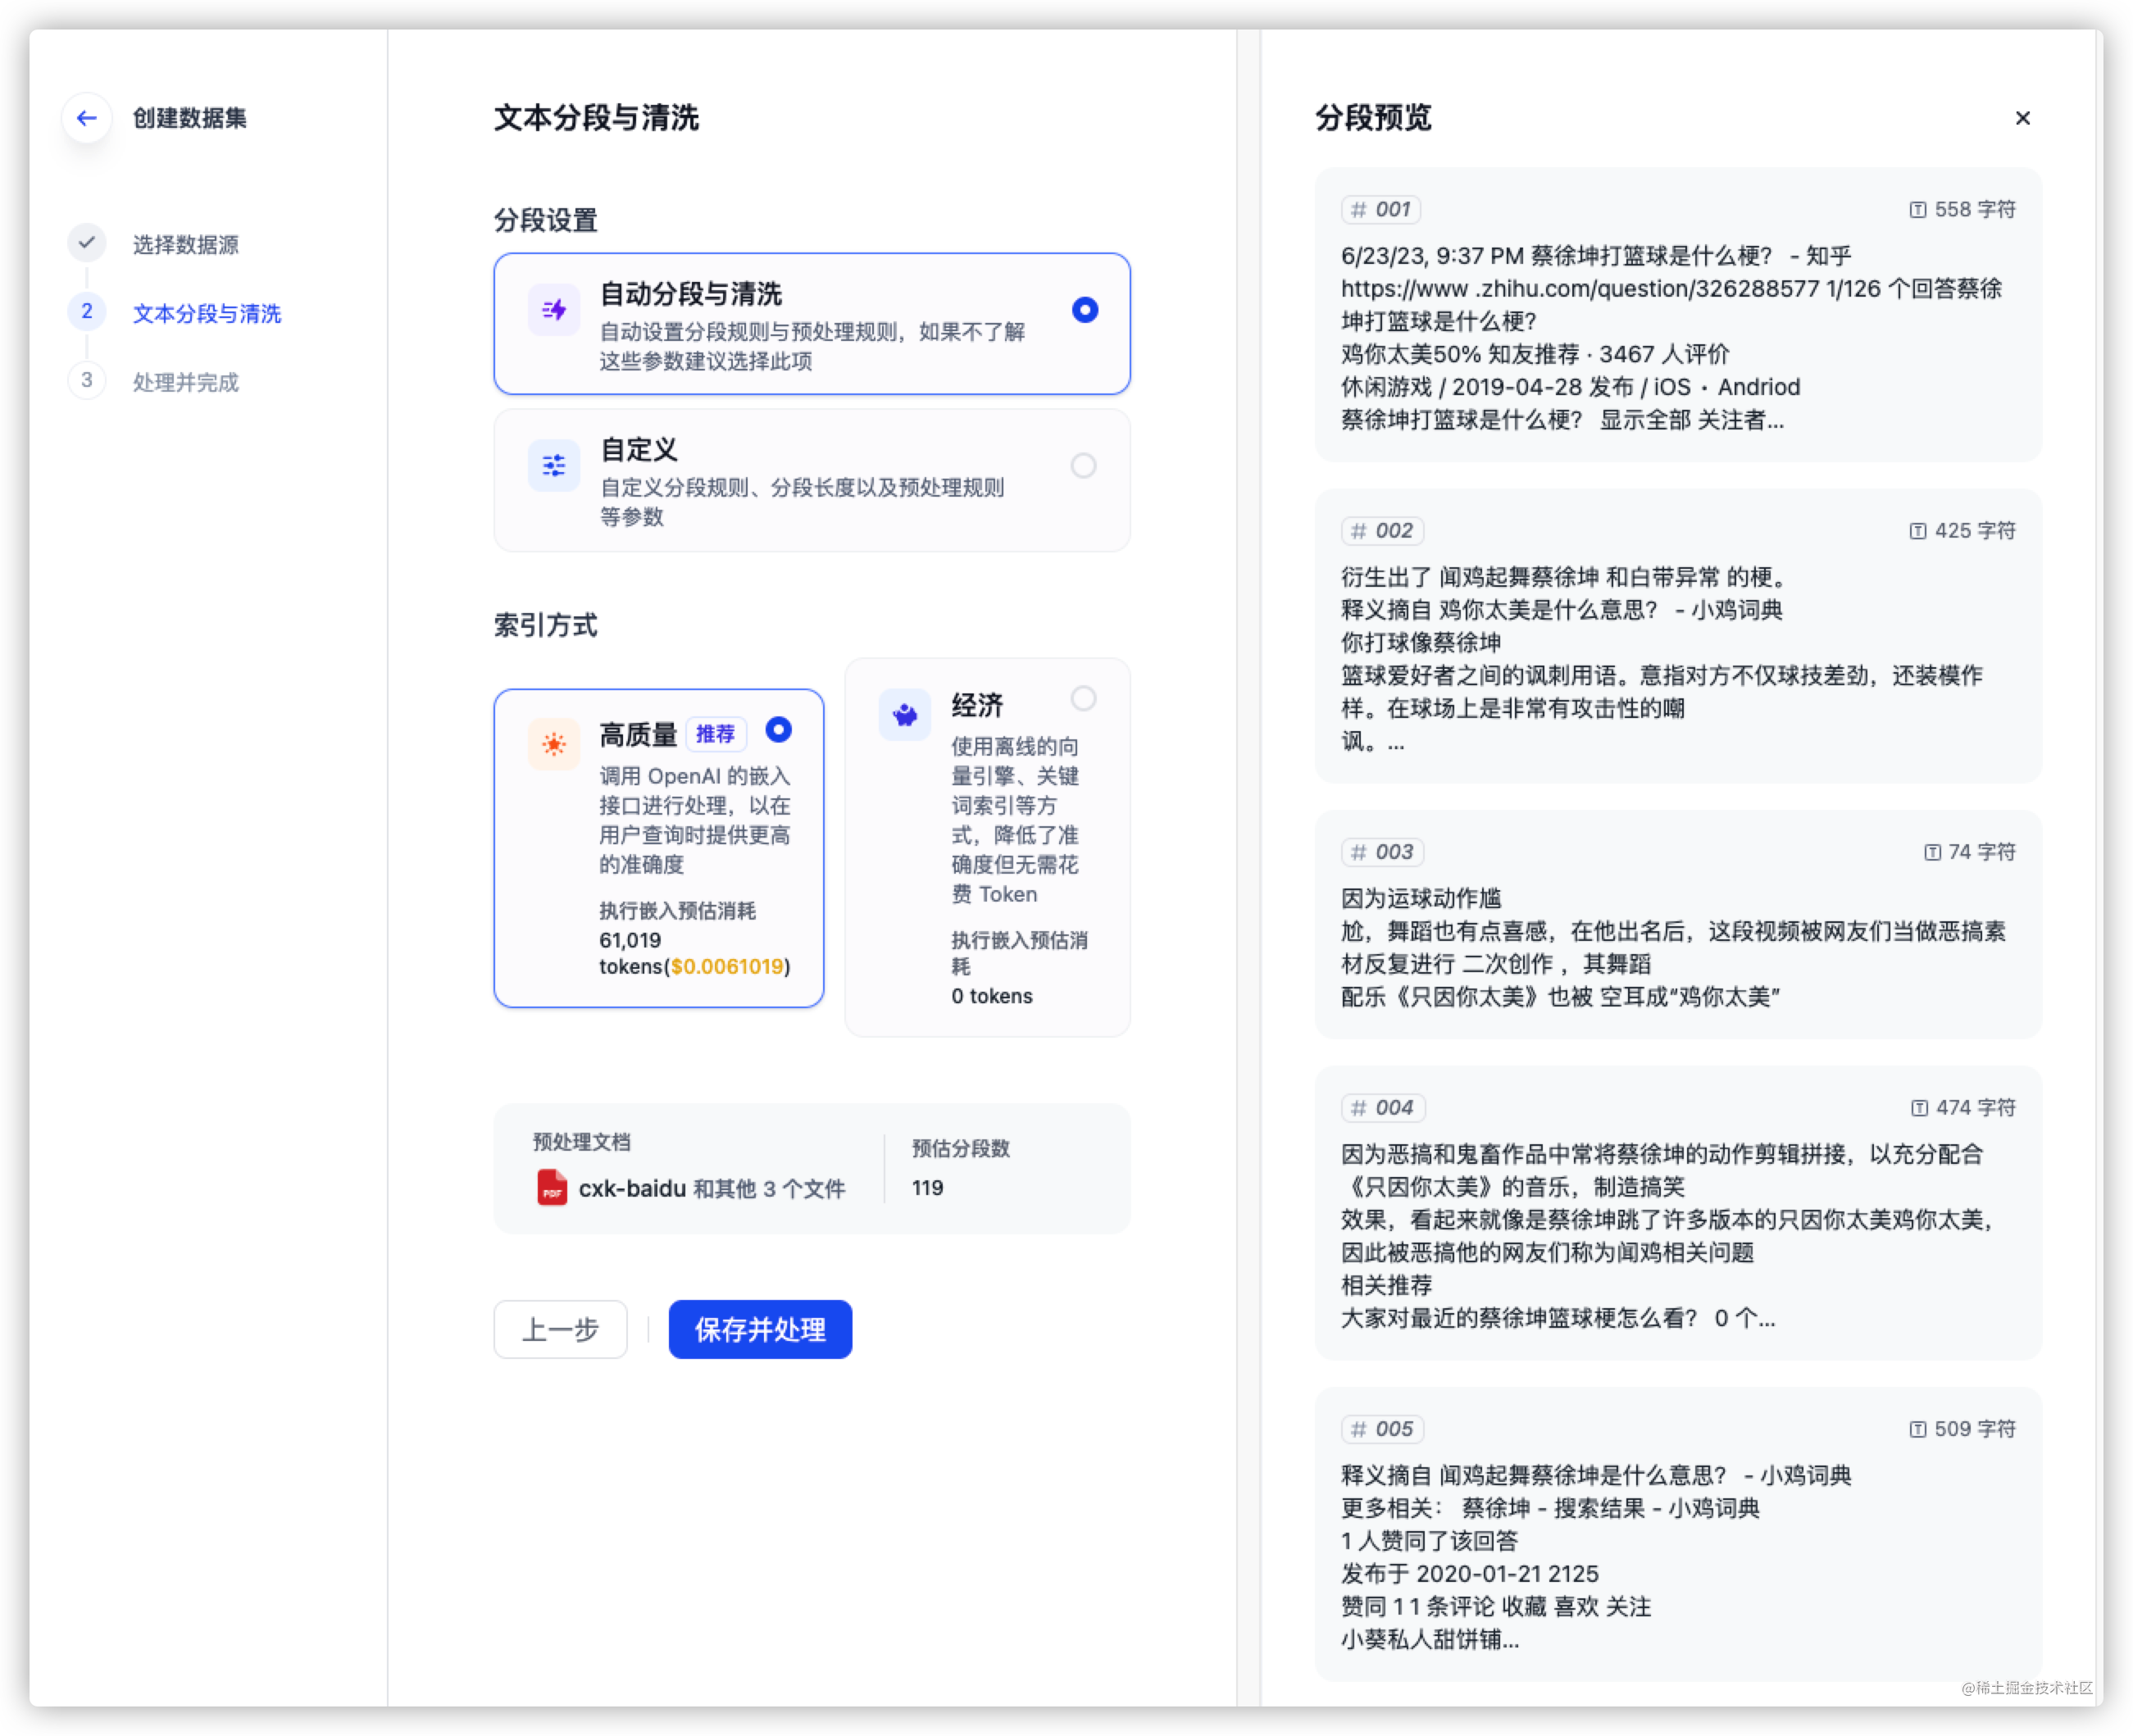 创建数据集
选择数据源
2
文本分段与清洗
3
处理并完成
文本分段与清洗
分段设置
自动分段与清洗
自动设置分段规则与预处理规则，如果不了解
这些参数建议选择此项
自定义
自定义分段规则、分段长度以及预处理规则
等参数
索引方式
高质量 推荐
调用 OpenAI 的嵌入
接口进行处理，以在
用户查询时提供更高
的准确度
执行嵌入预估消耗
61,019
tokens($0.0061019)
经济
使用离线的向
量引擎、关键
词索引等方
式，降低了准
确度但无需花
费 Token
执行嵌入预估消
耗
0 tokens
预处理文档
PDF cxk-baidu 和其他 3 个文件
预估分段数
119
上一步
保存并处理
分段预览
# 001
558 字符
6/23/23, 9:37 PM 蔡徐坤打篮球是什么梗？ - 知乎
https://www .zhihu.com/question/326288577 1/126 个回答蔡徐
坤打篮球是什么梗?
鸡你太美50% 知友推荐 · 3467 人评价
休闲游戏 / 2019-04-28 发布 / iOS · Andriod
蔡徐坤打篮球是什么梗？ 显示全部 关注者...
# 002
425 字符
衍生出了 闻鸡起舞蔡徐坤 和白带异常 的梗。
释义摘自 鸡你太美是什么意思？ - 小鸡词典
你打球像蔡徐坤
篮球爱好者之间的讽刺用语。意指对方不仅球技差劲，还装模作
样。在球场上是非常有攻击性的嘲
讽。...
# 003
74 字符
因为运球动作尴
尬，舞蹈也有点喜感，在他出名后，这段视频被网友们当做恶搞素
材反复进行 二次创作 ，其舞蹈
配乐《只因你太美》也被 空耳成“鸡你太美”
# 004
474 字符
因为恶搞和鬼畜作品中常将蔡徐坤的动作剪辑拼接，以充分配合
《只因你太美》的音乐，制造搞笑
效果，看起来就像是蔡徐坤跳了许多版本的只因你太美鸡你太美，
因此被恶搞他的网友们称为闻鸡相关问题
相关推荐
大家对最近的蔡徐坤篮球梗怎么看？ 0 个...
# 005
509 字符
释义摘自 闻鸡起舞蔡徐坤是什么意思？ - 小鸡词典
更多相关： 蔡徐坤 - 搜索结果 - 小鸡词典
1 人赞同了该回答
发布于 2020-01-21 2125
赞同 1 1 条评论 收藏 喜欢 关注
小葵私人甜饼铺...
@稀土掘金技术社区